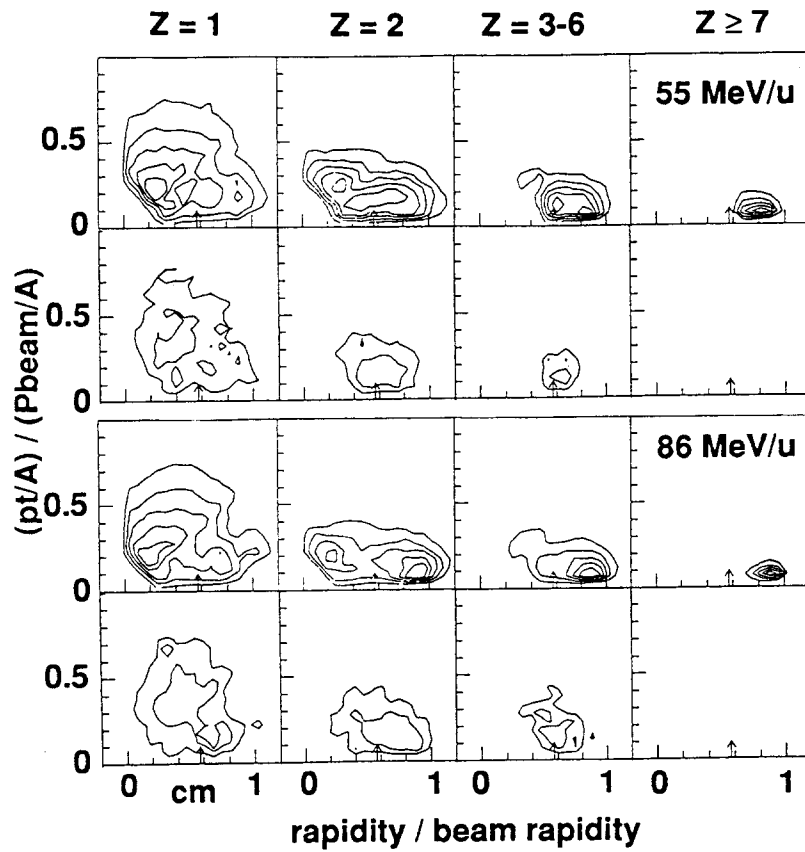 Z = 1 Z = 2 Z = 3-6 Z ≥ 7
55 MeV/u
0.5
0
0.5
0
86 MeV/u
0.5
0
0.5
0
(pt/A) / (Pbeam/A)
0 cm 1 0 1 0 1 0 1
rapidity / beam rapidity